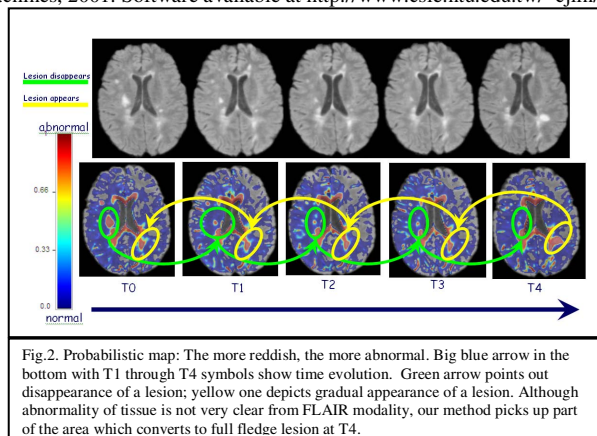 2001. Software available at
Lesion disappears
Lesion appears
abnormal
0.66
0.33
0.0
normal
T0 T1 T2 T3 T4
Fig.2. Probabilistic map: The more reddish, the more abnormal. Big blue arrow in the
bottom with T1 through T4 symbols show time evolution. Green arrow points out
disappearance of a lesion; yellow one depicts gradual appearance of a lesion. Although
abnormality of tissue is not very clear from FLAIR modality, our method picks up part
of the area which converts to full fledge lesion at T4.